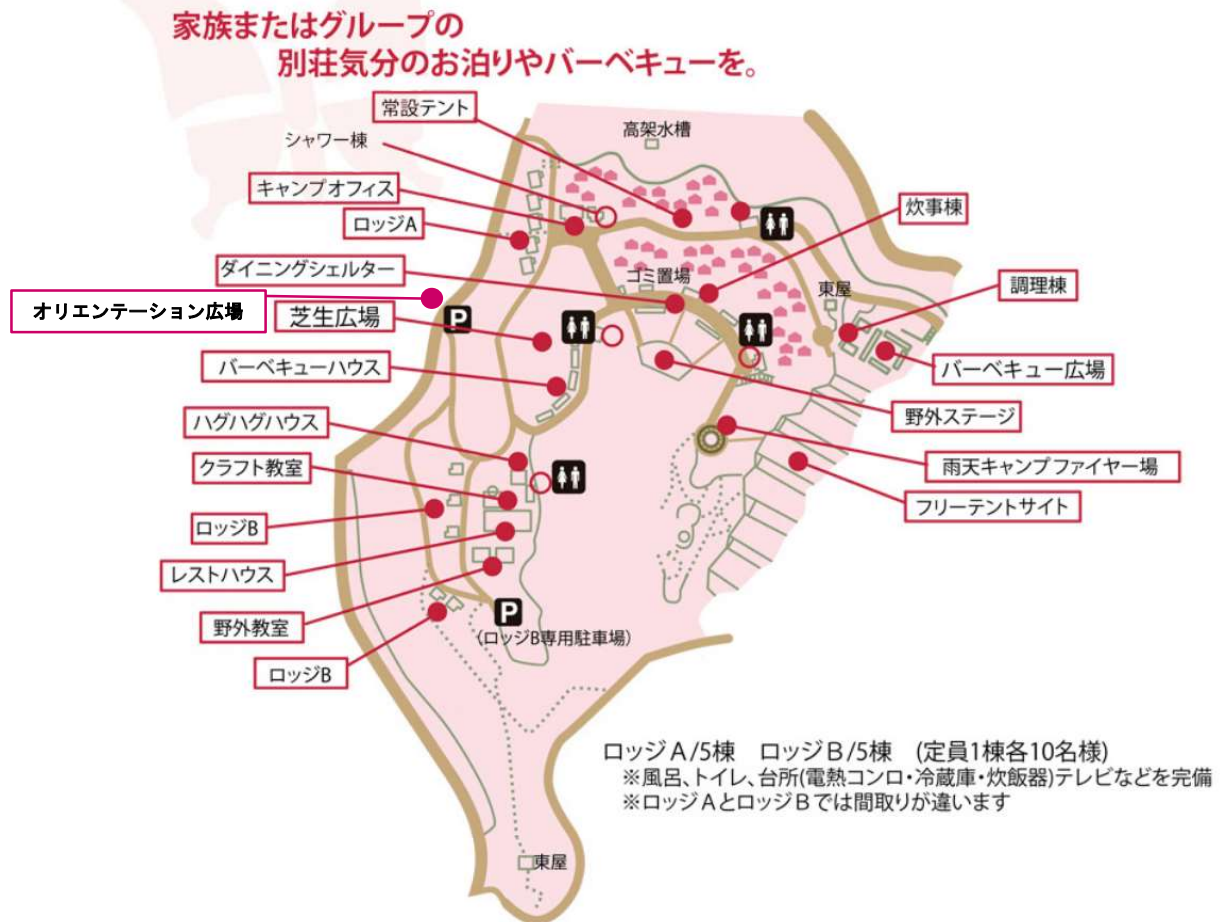 家族またはグループの
別荘気分のお泊りやバーベキューを。
常設テント
高架水槽
シャワー棟
キャンプオフィス
炊事棟
ロッジA
ダイニングシェルター
ゴミ置場
東屋
調理棟
オリエンテーション広場
P
芝生広場
バーベキューハウス
バーベキュー広場
ハグハグハウス
野外ステージ
クラフト教室
雨天キャンプファイヤー場
ロッジB
フリーテントサイト
レストハウス
野外教室
P
(ロッジB専用駐車場)
ロッジB
ロッジA/5棟 ロッジB/5棟 (定員1棟各10名様)
※風呂、トイレ、台所(電熱コンロ・冷蔵庫・炊飯器)テレビなどを完備
※ロッジAとロッジBでは間取りが違います
東屋